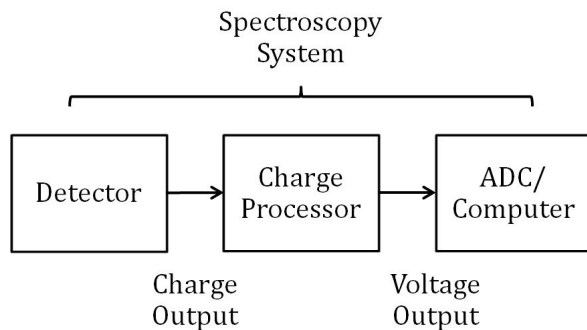 Spectroscopy
System
Detector
Charge
Processor
ADC/
Computer
Charge
Output
Voltage
Output